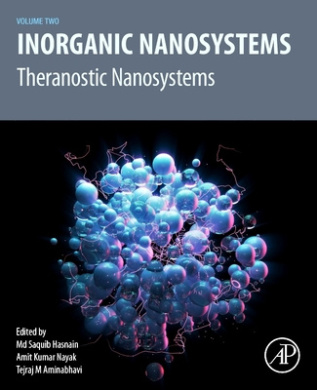 VOLUME TWO
INORGANIC NANOSYSTEMS
Theranostic Nanosystems
Edited by
Md Saquib Hasnain
Amit Kumar Nayak
Tejraj M Aminabhavi
AP